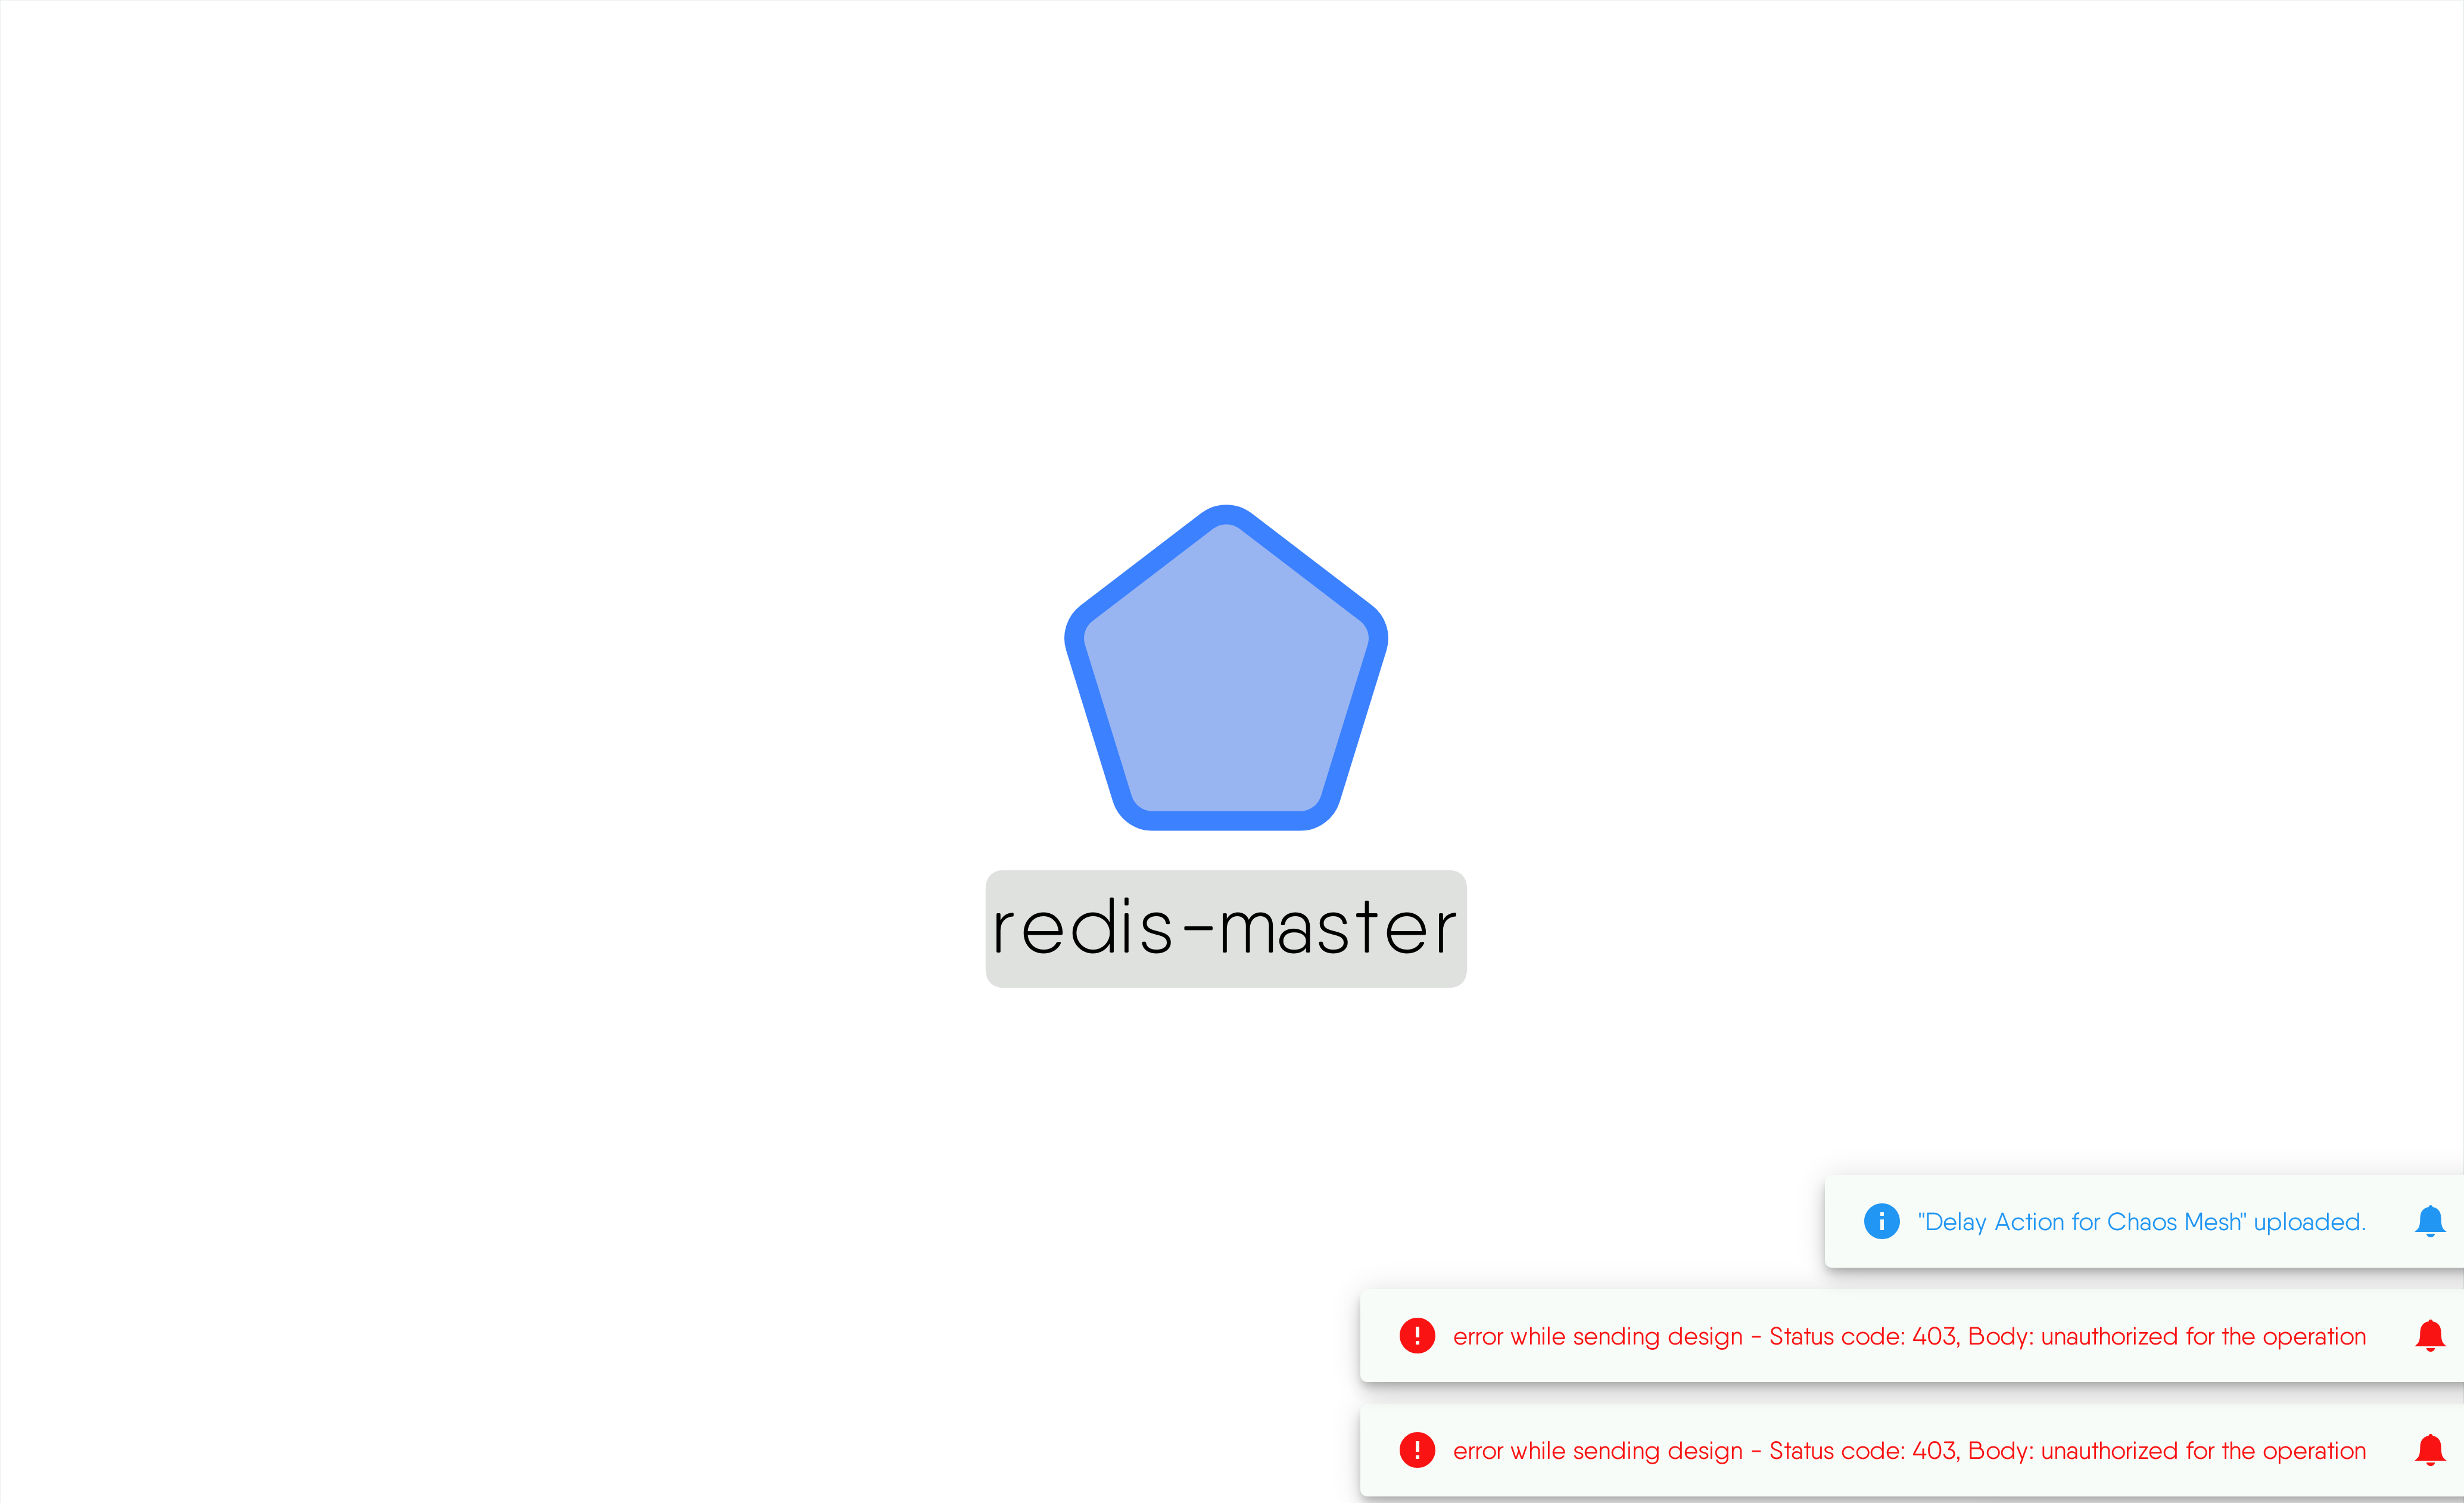 redis-master
"Delay Action for Chaos Mesh" uploaded.
error while sending design - Status code: 403, Body: unauthorized for the operation
error while sending design - Status code: 403, Body: unauthorized for the operation